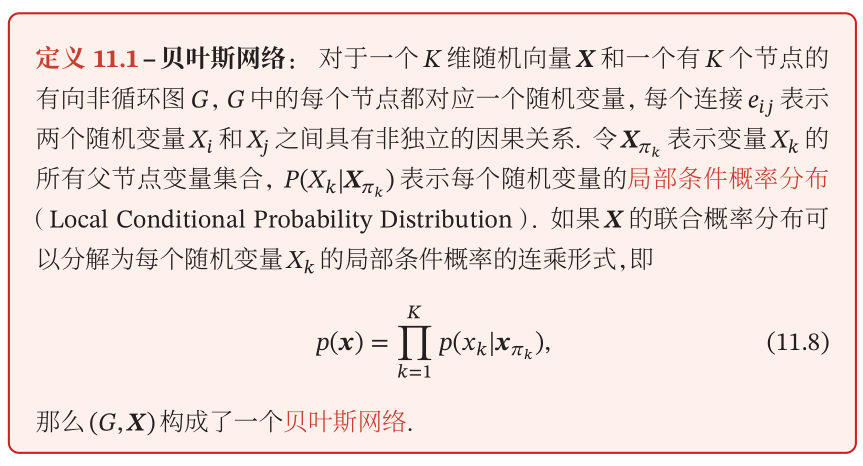 定义 11.1 – 贝叶斯网络： 对于一个 K 维随机向量 X 和一个有 K 个节点的
有向非循环图 G，G 中的每个节点都对应一个随机变量，每个连接 e_{ij} 表示
两个随机变量 X_i 和 X_j 之间具有非独立的因果关系. 令 X_{π_k} 表示变量 X_k 的
所有父节点变量集合，P(X_k|X_{π_k}) 表示每个随机变量的局部条件概率分布
（Local Conditional Probability Distribution）. 如果 X 的联合概率分布可
以分解为每个随机变量 X_k 的局部条件概率的连乘形式，即
p(x) = ∏_{k=1}^{K} p(x_k|x_{π_k}), (11.8)
那么 (G, X) 构成了一个贝叶斯网络.